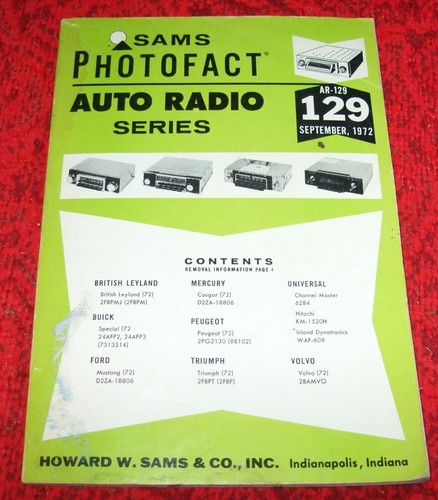 SAMS
PHOTOFACT®
AUTO RADIO
SERIES
AR-129
129
SEPTEMBER, 1972
CONTENTS
REMOVAL INFORMATION PAGE 4
BRITISH LEYLAND
British Leyland (72)
2FBPMJ (2FBPM)
BUICK
Special (72
24AFP2, 24AFP3
(7313514)
FORD
Mustang (72)
D2ZA-18806
MERCURY
Cougar (72)
D2ZA-18806
PEUGEOT
Peugeot (72)
2PG2130 (98102)
TRIUMPH
Triumph (72)
2FBPT (2FBP)
UNIVERSAL
Channel Master
6284
Hitachi
KM-1520H
Inland Dynatronics
WAF-609
VOLVO
Volvo (72)
2BAMVO
HOWARD W. SAMS & CO., INC. Indianapolis, Indiana